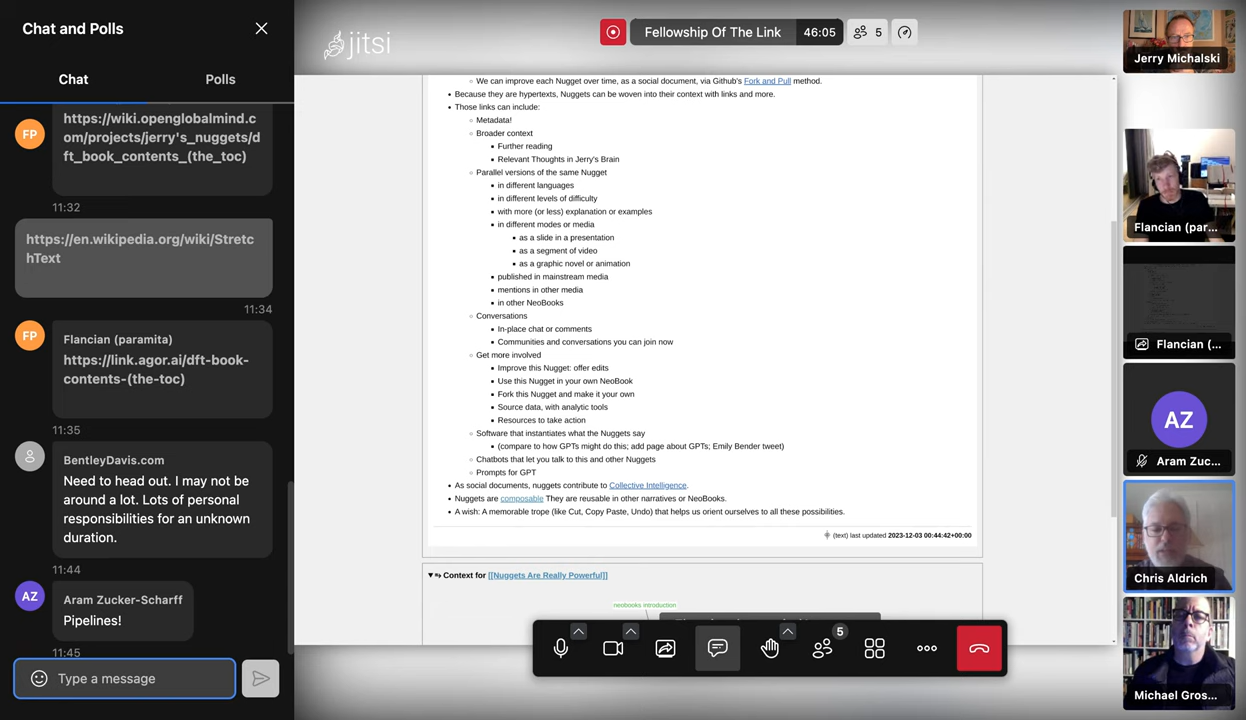 Chat and Polls
Chat
Polls
FP
https://wiki.openglobalmind.c
om/projects/jerry's_nuggets/d
ft_book_contents_(the_toc)
11:32
https://en.wikipedia.org/wiki/Stretc
hText
11:34
FP
Flancian (paramita)
https://link.agor.ai/dft-book-
contents-(the-toc)
11:35
BentleyDavis.com
Need to head out. I may not be
around a lot. Lots of personal
responsibilities for an unknown
duration.
11:44
AZ
Aram Zucker-Scharff
Pipelines!
11:45
Type a message
jitsi
Fellowship Of The Link
46:05
5
We can improve each Nugget over time, as a social document, via Github's Fork and Pull method.
Because they are hypertexts, Nuggets can be woven into their context with links and more.
Those links can include:
Metadata!
Broader context
Further reading
Relevant Thoughts in Jerry's Brain
Parallel versions of the same Nugget
in different languages
in different levels of difficulty
with more (or less) explanation or examples
in different modes or media
as a slide in a presentation
as a segment of video
as a graphic novel or animation
published in mainstream media
mentions in other media
in other NeoBooks
Conversations
In-place chat or comments
Communities and conversations you can join now
Get more involved
Improve this Nugget: offer edits
Use this Nugget in your own NeoBook
Fork this Nugget and make it your own
Source data, with analytic tools
Resources to take action
Software that instantiates what the Nuggets say
(compare to how GPTs might do this; add page about GPTs; Emily Bender tweet)
Chatbots that let you talk to this and other Nuggets
Prompts for GPT
As social documents, nuggets contribute to Collective Intelligence.
Nuggets are composable They are reusable in other narratives or NeoBooks.
A wish: A memorable trope (like Cut, Copy Paste, Undo) that helps us orient ourselves to all these possibilities.
(text) last updated 2023-12-03 00:44:42+00:00
Context for [[Nuggets Are Really Powerful]]
neobooks introduction
5
Jerry Michalski
Flancian (par...
Flancian (...
AZ
Aram Zuc...
Chris Aldrich
Michael Gros...